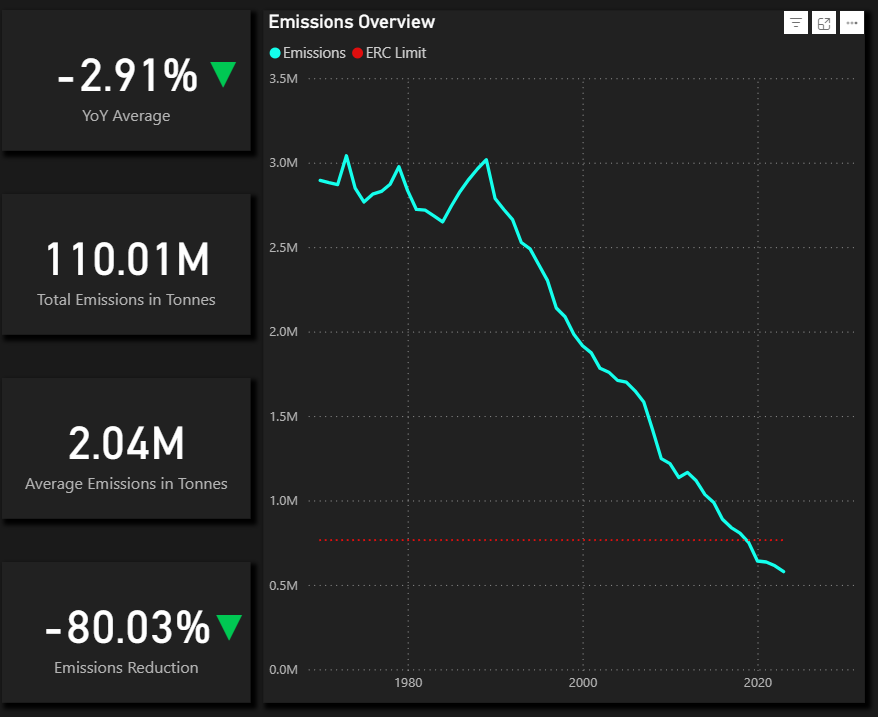 -2.91%
YoY Average
110.01M
Total Emissions in Tonnes
2.04M
Average Emissions in Tonnes
-80.03%
Emissions Reduction
Emissions Overview
Emissions ERC Limit
3.5M
3.0M
2.5M
2.0M
1.5M
1.0M
0.5M
0.0M
1980 2000 2020